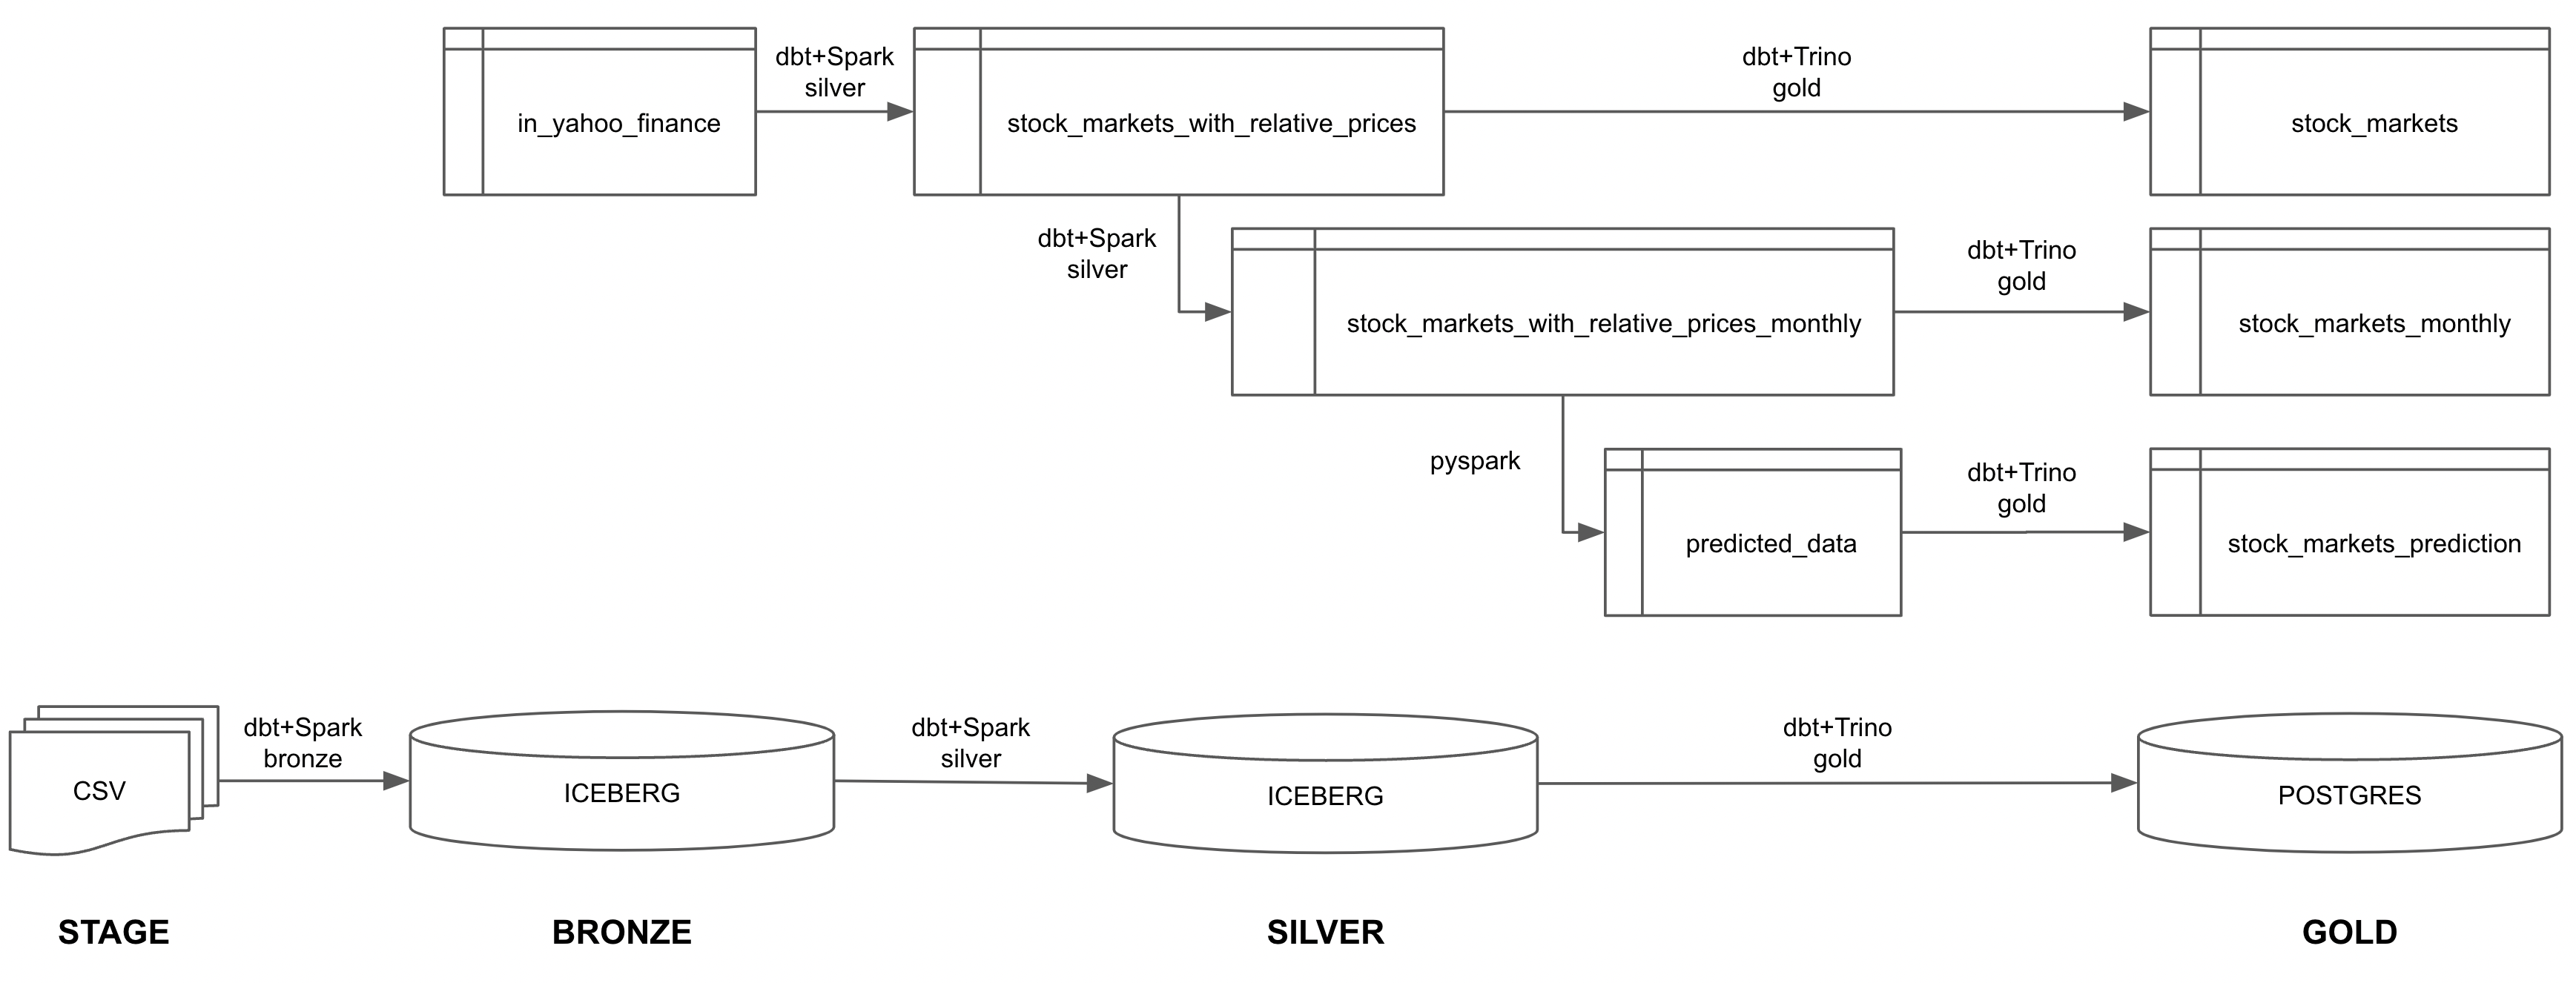 dbt+Spark
silver
dbt+Trino
gold
in_yahoo_finance
stock_markets_with_relative_prices
stock_markets
dbt+Spark
silver
dbt+Trino
gold
stock_markets_with_relative_prices_monthly
stock_markets_monthly
pyspark
dbt+Trino
gold
predicted_data
stock_markets_prediction
dbt+Spark
bronze
dbt+Spark
silver
dbt+Trino
gold
CSV
ICEBERG
ICEBERG
POSTGRES
STAGE
BRONZE
SILVER
GOLD